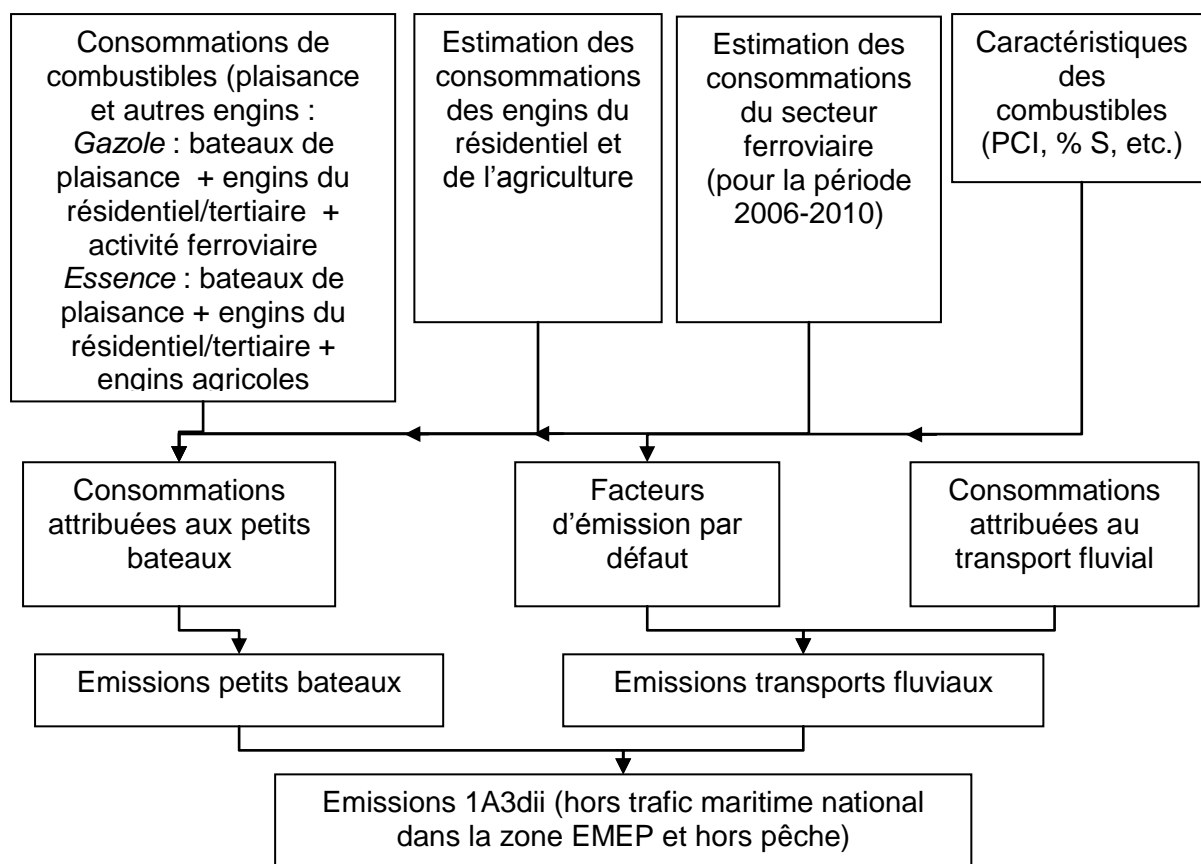 Consommations de
combustibles (plaisance
et autres engins :
Gazole : bateaux de
plaisance + engins du
résidentiel/tertiaire +
activité ferroviaire
Essence : bateaux de
plaisance + engins du
résidentiel/tertiaire +
engins agricoles
Estimation des
consommations
des engins du
résidentiel et
de l’agriculture
Estimation des
consommations
du secteur
ferroviaire
(pour la période
2006-2010)
Caractéristiques
des
combustibles
(PCI, % S, etc.)
Consommations
attribuées aux petits
bateaux
Facteurs
d’émission par
défaut
Consommations
attribuées au
transport fluvial
Emissions petits bateaux
Emissions transports fluviaux
Emissions 1A3dii (hors trafic maritime national
dans la zone EMEP et hors pêche)